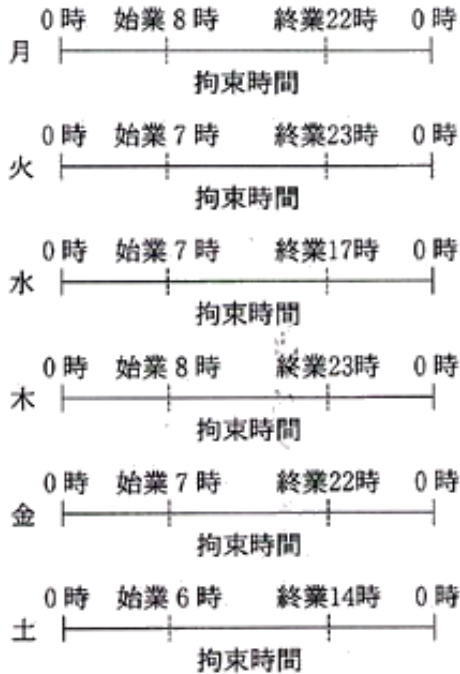 0時 始業8時 終業22時 0時
月
拘束時間
0時 始業7時 終業23時 0時
火
拘束時間
0時 始業7時 終業17時 0時
水
拘束時間
0時 始業8時 終業23時 0時
木
拘束時間
0時 始業7時 終業22時 0時
金
拘束時間
0時 始業6時 終業14時 0時
土
拘束時間